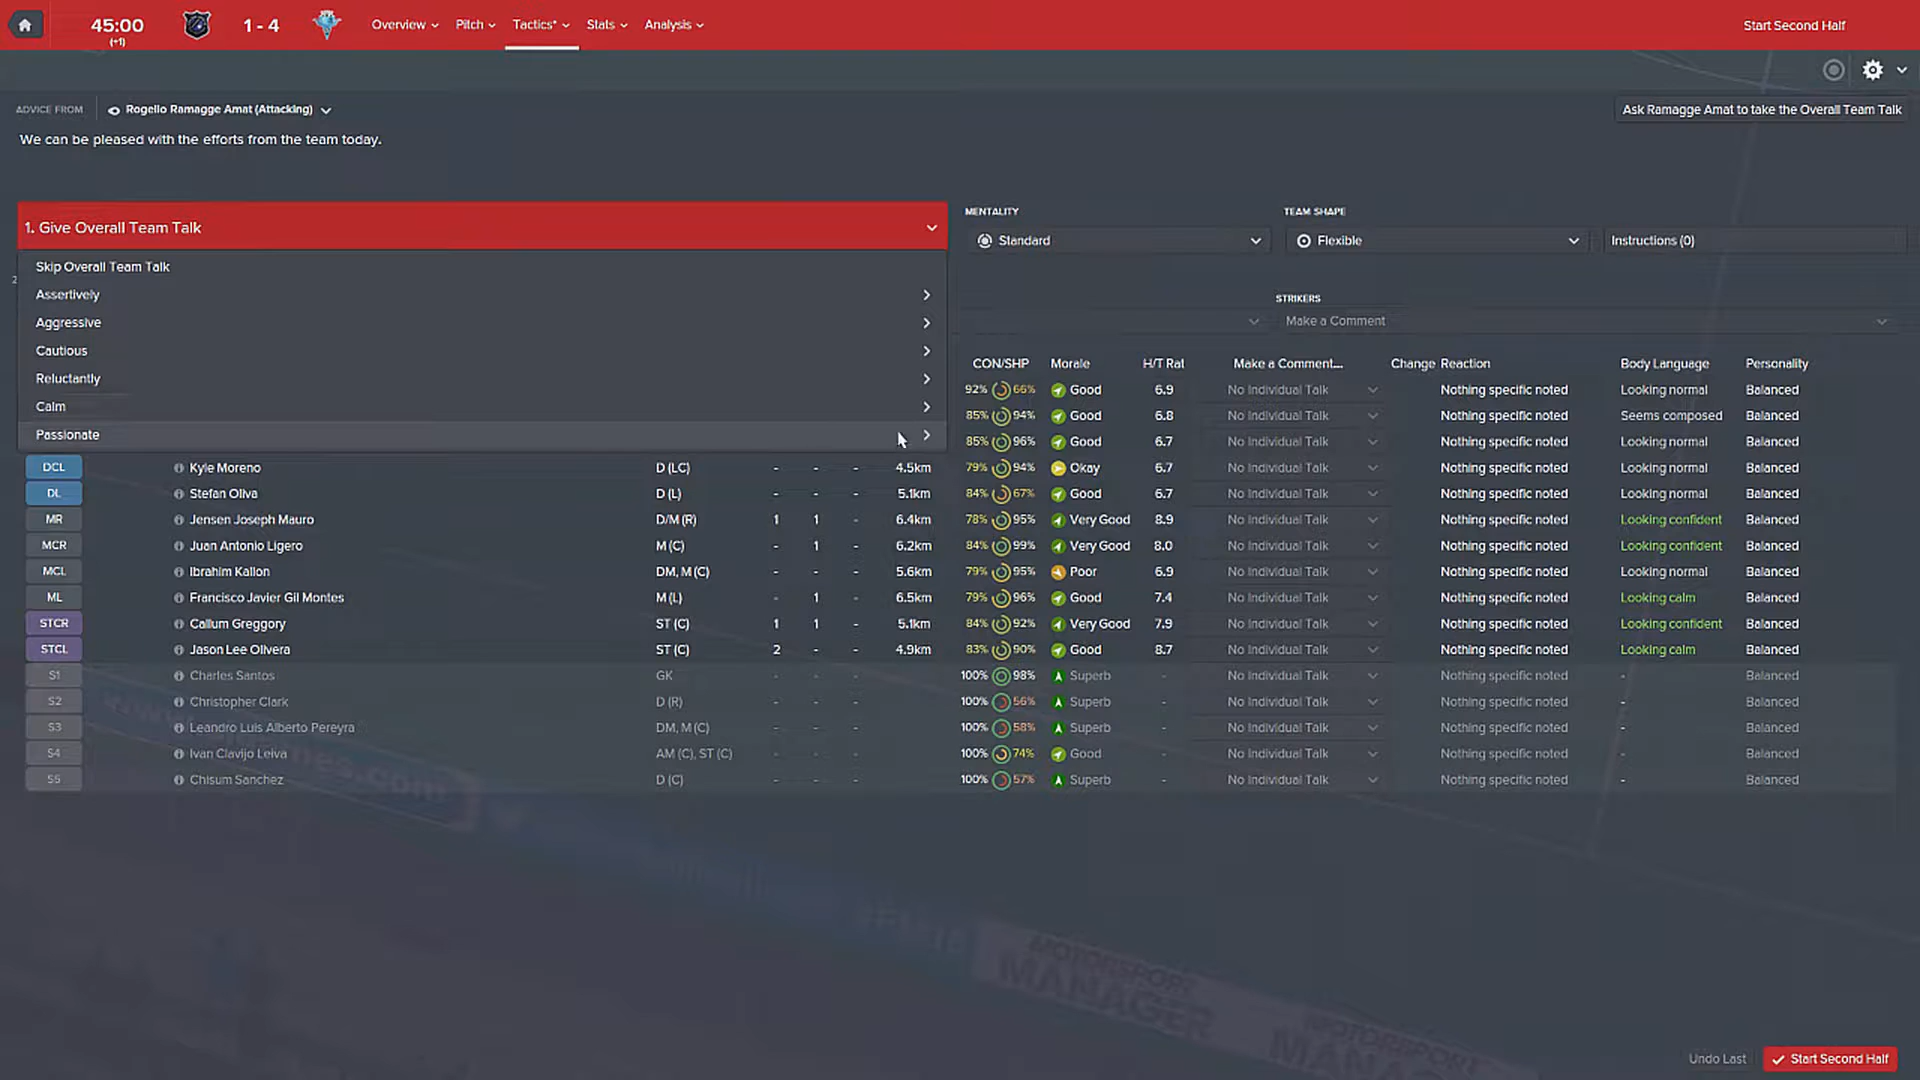 45:00
(+1)
1 - 4
Overview
Pitch
Tactics*
Stats
Analysis
Start Second Half
ADVICE FROM
Rogelio Ramagge Amat (Attacking)
Ask Ramagge Amat to take the Overall Team Talk
We can be pleased with the efforts from the team today.
1. Give Overall Team Talk
MENTALITY
TEAM SHAPE
Standard
Flexible
Instructions (0)
Skip Overall Team Talk
2
Assertively
STRIKERS
Aggressive
Make a Comment
Cautious
CON/SHP Morale H/T Rat Make a Comment... Change Reaction Body Language Personality
Reluctantly
92% 66% Good 6.9 No Individual Talk Nothing specific noted Looking normal Balanced
Calm
85% 94% Good 6.8 No Individual Talk Nothing specific noted Seems composed Balanced
Passionate
85% 96% Good 6.7 No Individual Talk Nothing specific noted Looking normal Balanced
DCL Kyle Moreno D (LC) - - - 4.5km 79% 94% Okay 6.7 No Individual Talk Nothing specific noted Looking normal Balanced
DL Stefan Oliva D (L) - - - 5.1km 84% 67% Good 6.7 No Individual Talk Nothing specific noted Looking normal Balanced
MR Jensen Joseph Mauro D/M (R) 1 1 - 6.4km 78% 95% Very Good 8.9 No Individual Talk Nothing specific noted Looking confident Balanced
MCR Juan Antonio Ligero M (C) - 1 - 6.2km 84% 99% Very Good 8.0 No Individual Talk Nothing specific noted Looking confident Balanced
MCL Ibrahim Kallon DM, M (C) - - - 5.6km 79% 95% Poor 6.9 No Individual Talk Nothing specific noted Looking normal Balanced
ML Francisco Javier Gil Montes M (L) - 1 - 6.5km 79% 96% Good 7.4 No Individual Talk Nothing specific noted Looking calm Balanced
STCR Callum Greggory ST (C) 1 1 - 5.1km 84% 92% Very Good 7.9 No Individual Talk Nothing specific noted Looking confident Balanced
STCL Jason Lee Olivera ST (C) 2 - - 4.9km 83% 90% Good 8.7 No Individual Talk Nothing specific noted Looking calm Balanced
S1 Charles Santos GK - - - 100% 98% Superb - No Individual Talk Nothing specific noted - Balanced
S2 Christopher Clark D (R) - - - 100% 56% Superb - No Individual Talk Nothing specific noted - Balanced
S3 Leandro Luis Alberto Pereyra DM, M (C) - - - 100% 58% Superb - No Individual Talk Nothing specific noted - Balanced
S4 Ivan Clavijo Leiva AM (C), ST (C) - - - 100% 74% Good - No Individual Talk Nothing specific noted - Balanced
S5 Chisum Sanchez D (C) - - - 100% 57% Superb - No Individual Talk Nothing specific noted - Balanced
MOTORSPORT
MANAGER
MOTORSPORT
Undo Last
Start Second Half